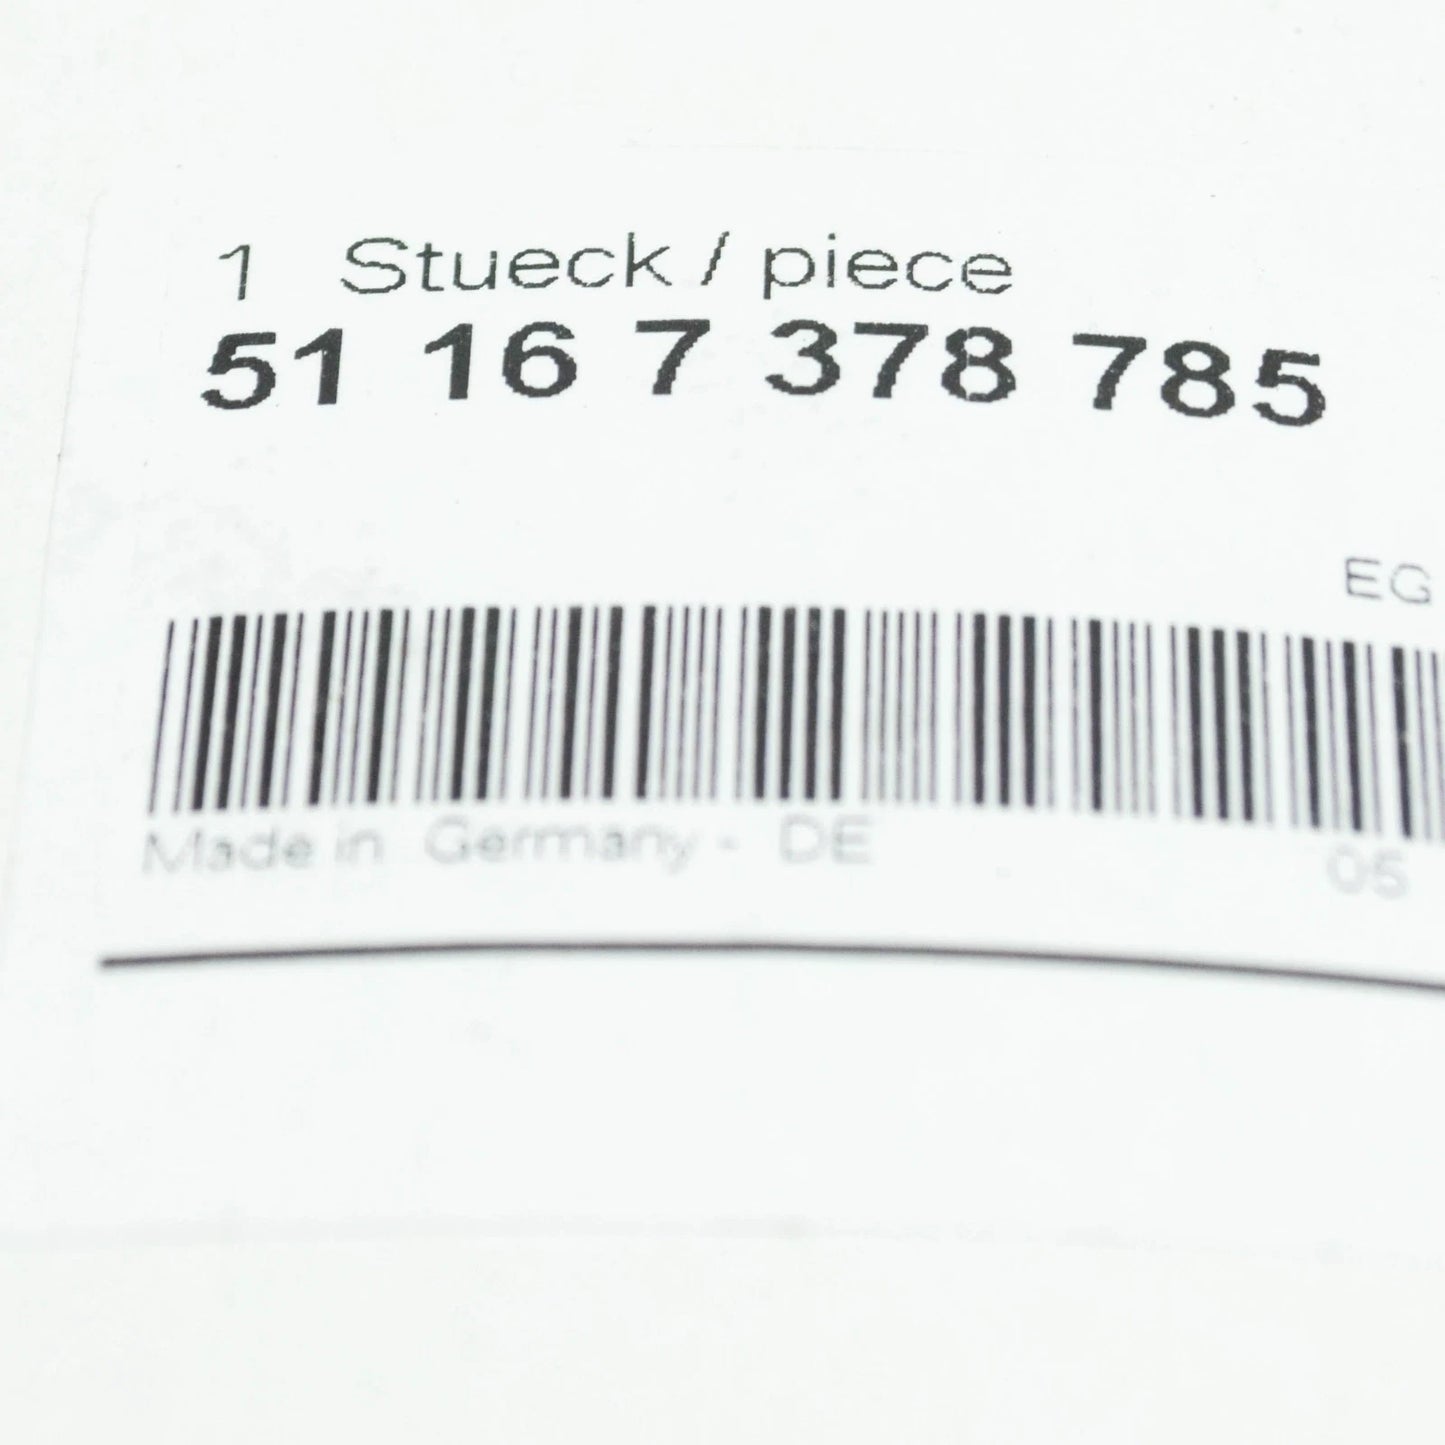 1 Stueck / piece
51 16 7 378 785
EG
Made in Germany - DE 05